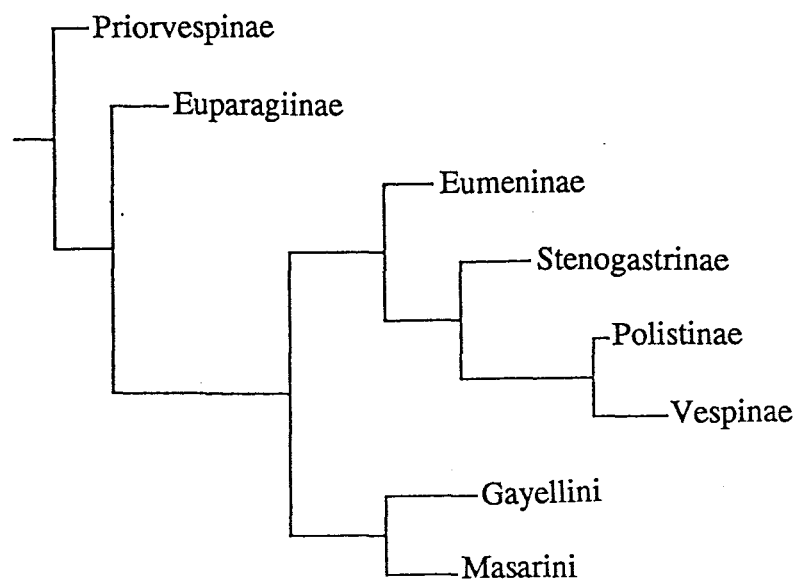 Priorvespinae
Euparagiinae
Eumeninae
Stenogastrinae
Polistinae
Vespinae
Gayellini
Masarini